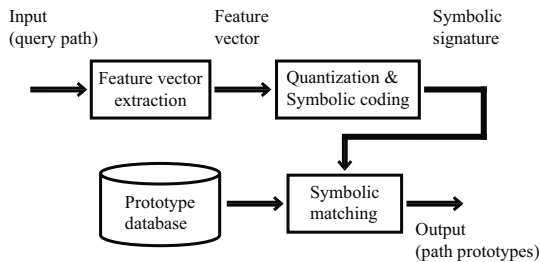 Input
(query path)
Feature
vector
Symbolic
signature
Feature vector
extraction
Quantization &
Symbolic coding
Prototype
database
Symbolic
matching
Output
(path prototypes)